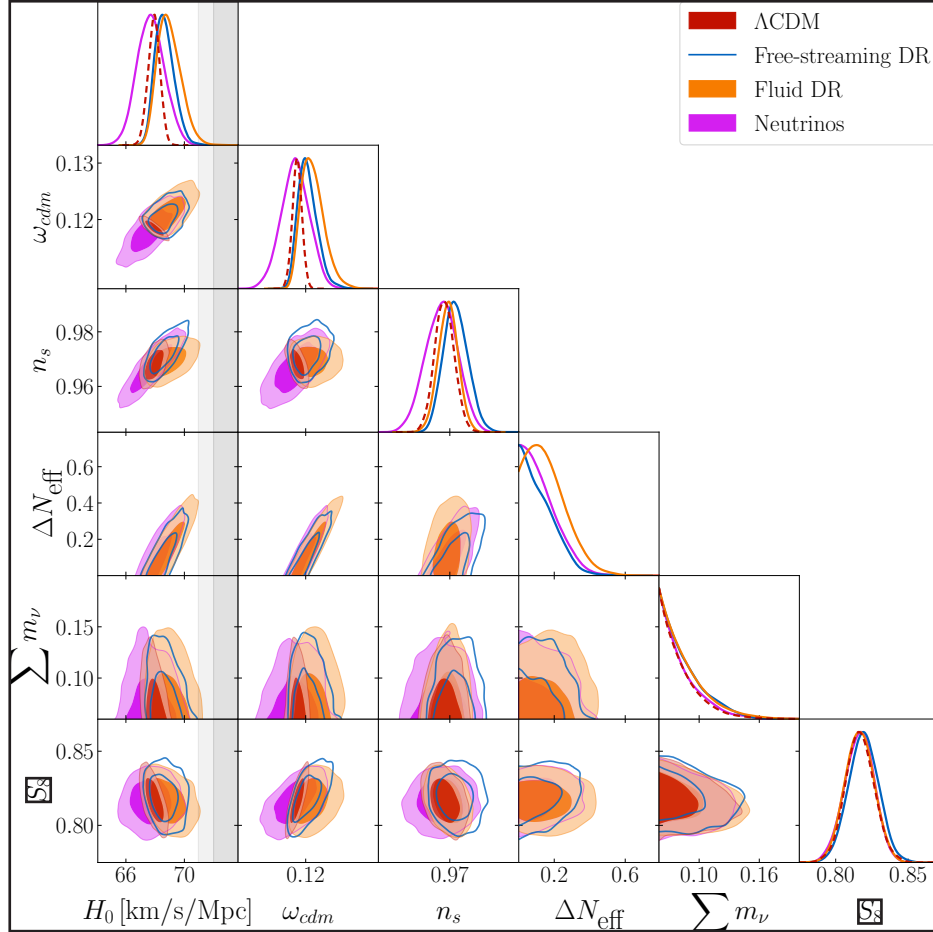 ΛCDM
Free-streaming DR
Fluid DR
Neutrinos
0.13
0.12
ω_cdm
0.98
0.96
n_s
0.6
0.4
0.2
ΔN_eff
0.15
0.10
∑ m_ν
0.85
0.80
S_8
66 70 0.12 0.97 0.2 0.6 0.10 0.16 0.80 0.85
H_0 [km/s/Mpc] ω_cdm n_s ΔN_eff ∑ m_ν S_8